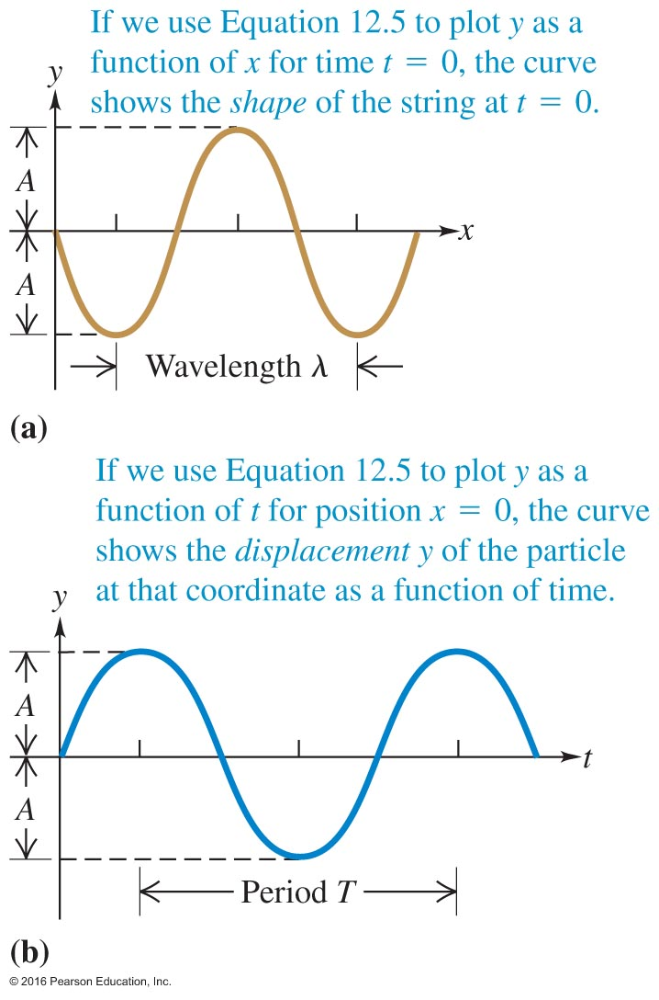 If we use Equation 12.5 to plot y as a
function of x for time t = 0, the curve
shows the shape of the string at t = 0.
y
A
x
A
Wavelength λ
(a)
If we use Equation 12.5 to plot y as a
function of t for position x = 0, the curve
shows the displacement y of the particle
at that coordinate as a function of time.
y
A
t
A
Period T
(b)
© 2016 Pearson Education, Inc.